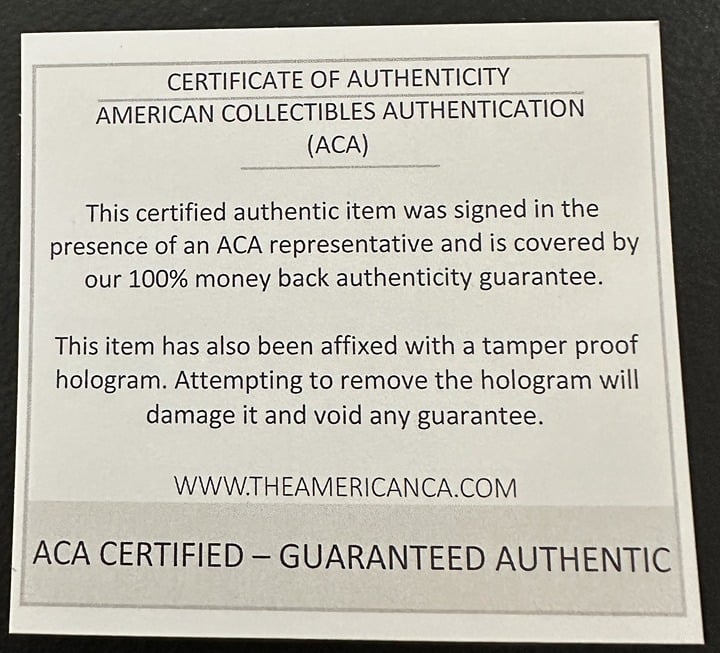 CERTIFICATE OF AUTHENTICITY
AMERICAN COLLECTIBLES AUTHENTICATION
(ACA)
This certified authentic item was signed in the
presence of an ACA representative and is covered by
our 100% money back authenticity guarantee.
This item has also been affixed with a tamper proof
hologram. Attempting to remove the hologram will
damage it and void any guarantee.
WWW.THEAMERICANCA.COM
ACA CERTIFIED – GUARANTEED AUTHENTIC